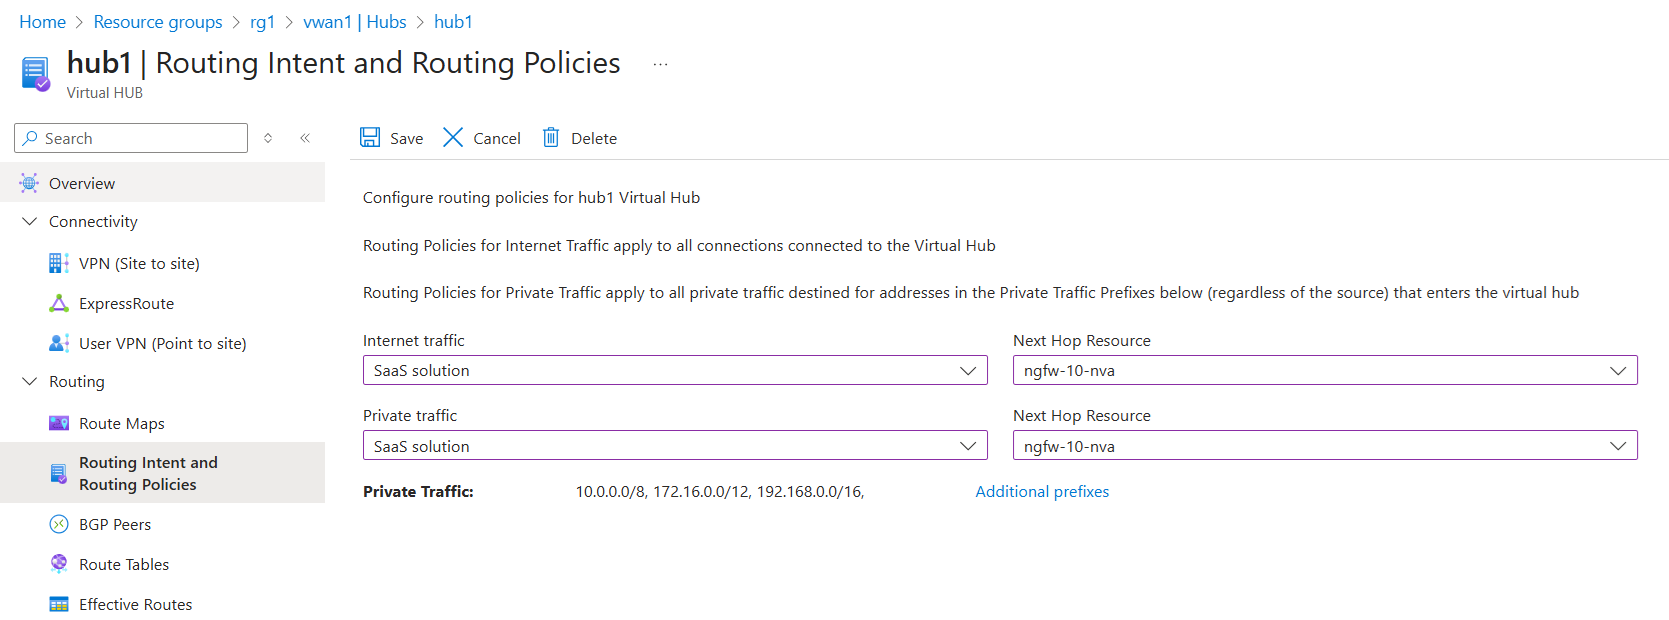 Home > Resource groups > rg1 > vwan1 | Hubs > hub1
hub1 | Routing Intent and Routing Policies ...
Virtual HUB
Search
Save Cancel Delete
Overview
Connectivity
VPN (Site to site)
ExpressRoute
User VPN (Point to site)
Routing
Route Maps
Routing Intent and
Routing Policies
BGP Peers
Route Tables
Effective Routes
Configure routing policies for hub1 Virtual Hub
Routing Policies for Internet Traffic apply to all connections connected to the Virtual Hub
Routing Policies for Private Traffic apply to all private traffic destined for addresses in the Private Traffic Prefixes below (regardless of the source) that enters the virtual hub
Internet traffic Next Hop Resource
SaaS solution ngfw-10-nva
Private traffic Next Hop Resource
SaaS solution ngfw-10-nva
Private Traffic: 10.0.0.0/8, 172.16.0.0/12, 192.168.0.0/16, Additional prefixes